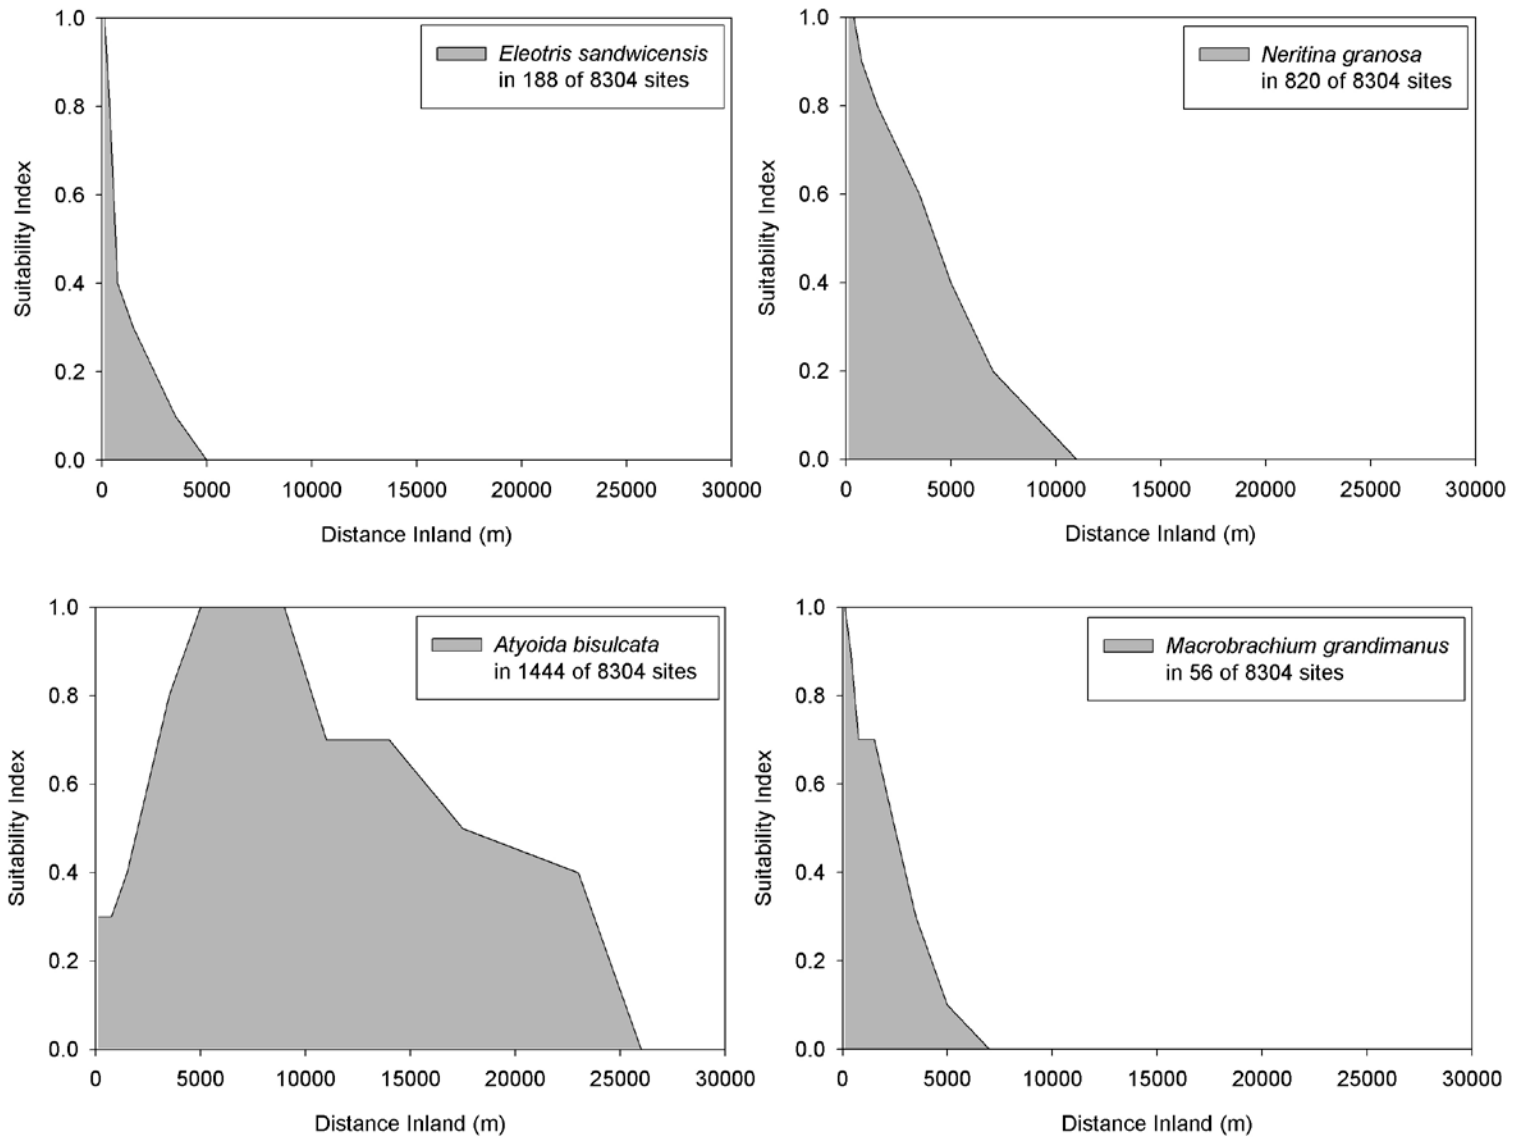 Eleotris sandwicensis
in 188 of 8304 sites
Suitability Index
1.0
0.8
0.6
0.4
0.2
0.0
0 5000 10000 15000 20000 25000 30000
Distance Inland (m)
Neritina granosa
in 820 of 8304 sites
Suitability Index
1.0
0.8
0.6
0.4
0.2
0.0
0 5000 10000 15000 20000 25000 30000
Distance Inland (m)
Atyoida bisulcata
in 1444 of 8304 sites
Suitability Index
1.0
0.8
0.6
0.4
0.2
0.0
0 5000 10000 15000 20000 25000 30000
Distance Inland (m)
Macrobrachium grandimanus
in 56 of 8304 sites
Suitability Index
1.0
0.8
0.6
0.4
0.2
0.0
0 5000 10000 15000 20000 25000 30000
Distance Inland (m)